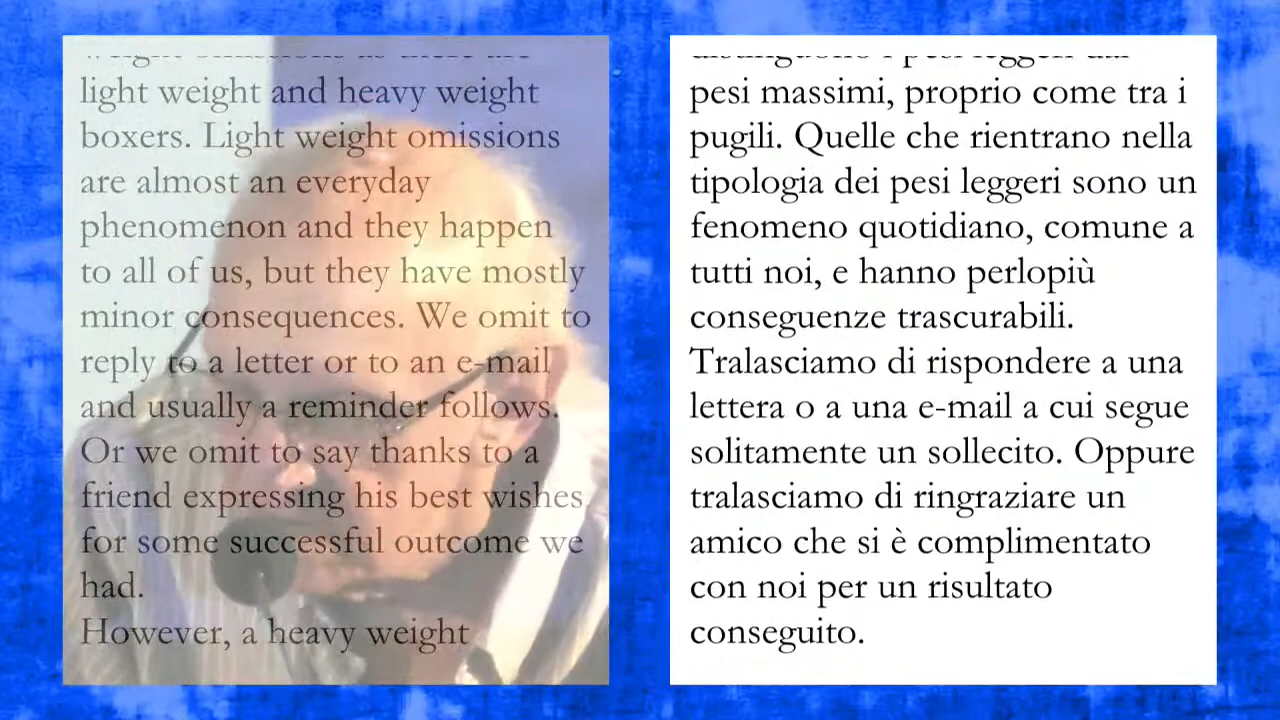 light weight and heavy weight
boxers. Light weight omissions
are almost an everyday
phenomenon and they happen
to all of us, but they have mostly
minor consequences. We omit to
reply to a letter or to an e-mail
and usually a reminder follows.
Or we omit to say thanks to a
friend expressing his best wishes
for some successful outcome we
had.
However, a heavy weight
pesi massimi, proprio come tra i
pugili. Quelle che rientrano nella
tipologia dei pesi leggeri sono un
fenomeno quotidiano, comune a
tutti noi, e hanno perlopiù
conseguenze trascurabili.
Tralasciamo di rispondere a una
lettera o a una e-mail a cui segue
solitamente un sollecito. Oppure
tralasciamo di ringraziare un
amico che si è complimentato
con noi per un risultato
conseguito.